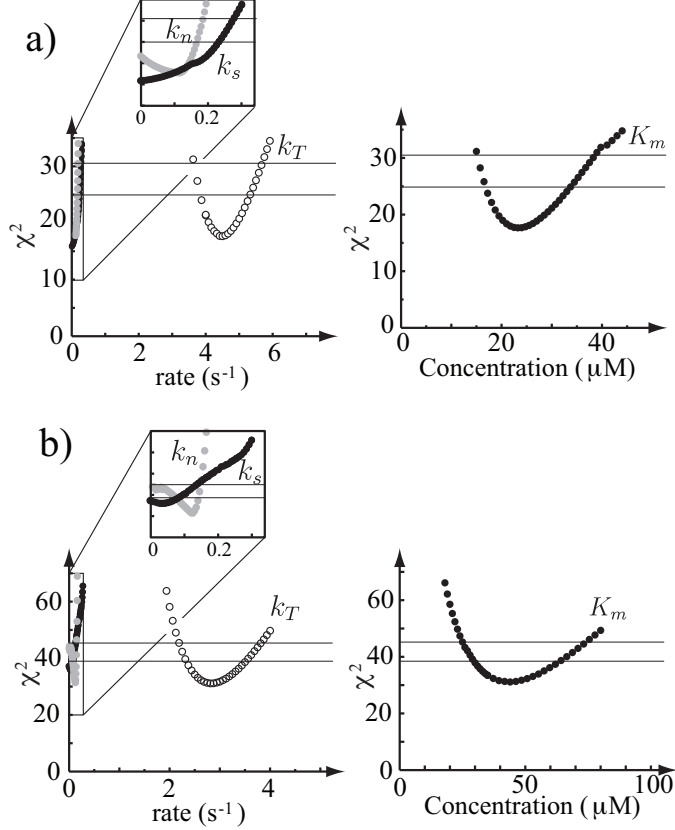 a)
k_n
k_s
0 0.2
30
20
10
0
χ²
k_T
0 2 4 6
rate (s⁻¹)
30
20
10
0
χ²
K_m
0 20 40
Concentration (μM)
b)
k_n
k_s
0 0.2
60
40
20
0
χ²
k_T
0 2 4
rate (s⁻¹)
60
40
20
0
χ²
K_m
0 50 100
Concentration (μM)